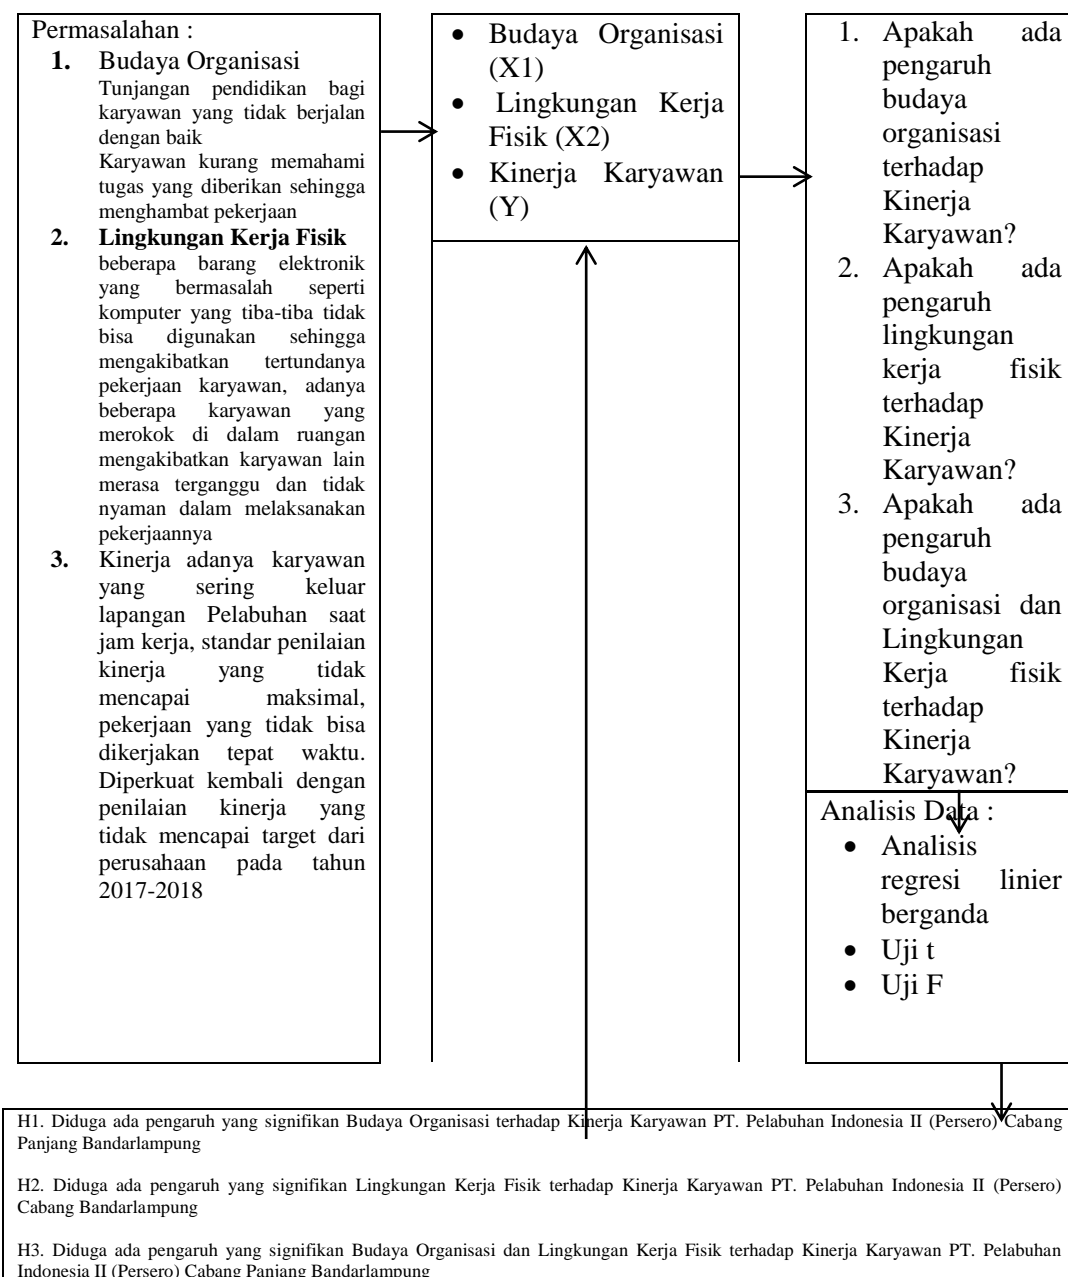 Permasalahan :
1. Budaya Organisasi
Tunjangan pendidikan bagi
karyawan yang tidak berjalan
dengan baik
Karyawan kurang memahami
tugas yang diberikan sehingga
menghambat pekerjaan
2. Lingkungan Kerja Fisik
beberapa barang elektronik
yang bermasalah seperti
komputer yang tiba-tiba tidak
bisa digunakan sehingga
mengakibatkan tertundanya
pekerjaan karyawan, adanya
beberapa karyawan yang
merokok di dalam ruangan
mengakibatkan karyawan lain
merasa terganggu dan tidak
nyaman dalam melaksanakan
pekerjaannya
3. Kinerja adanya karyawan
yang sering keluar
lapangan Pelabuhan saat
jam kerja, standar penilaian
kinerja yang tidak
mencapai maksimal,
pekerjaan yang tidak bisa
dikerjakan tepat waktu.
Diperkuat kembali dengan
penilaian kinerja yang
tidak mencapai target dari
perusahaan pada tahun
2017-2018
• Budaya Organisasi
(X1)
• Lingkungan Kerja
Fisik (X2)
• Kinerja Karyawan
(Y)
1. Apakah ada
pengaruh
budaya
organisasi
terhadap
Kinerja
Karyawan?
2. Apakah ada
pengaruh
lingkungan
kerja fisik
terhadap
Kinerja
Karyawan?
3. Apakah ada
pengaruh
budaya
organisasi dan
Lingkungan
Kerja fisik
terhadap
Kinerja
Karyawan?
Analisis Data :
• Analisis
regresi linier
berganda
• Uji t
• Uji F
H1. Diduga ada pengaruh yang signifikan Budaya Organisasi terhadap Kinerja Karyawan PT. Pelabuhan Indonesia II (Persero) Cabang
Panjang Bandarlampung
H2. Diduga ada pengaruh yang signifikan Lingkungan Kerja Fisik terhadap Kinerja Karyawan PT. Pelabuhan Indonesia II (Persero)
Cabang Bandarlampung
H3. Diduga ada pengaruh yang signifikan Budaya Organisasi dan Lingkungan Kerja Fisik terhadap Kinerja Karyawan PT. Pelabuhan
Indonesia II (Persero) Cabang Panjang Bandarlampung